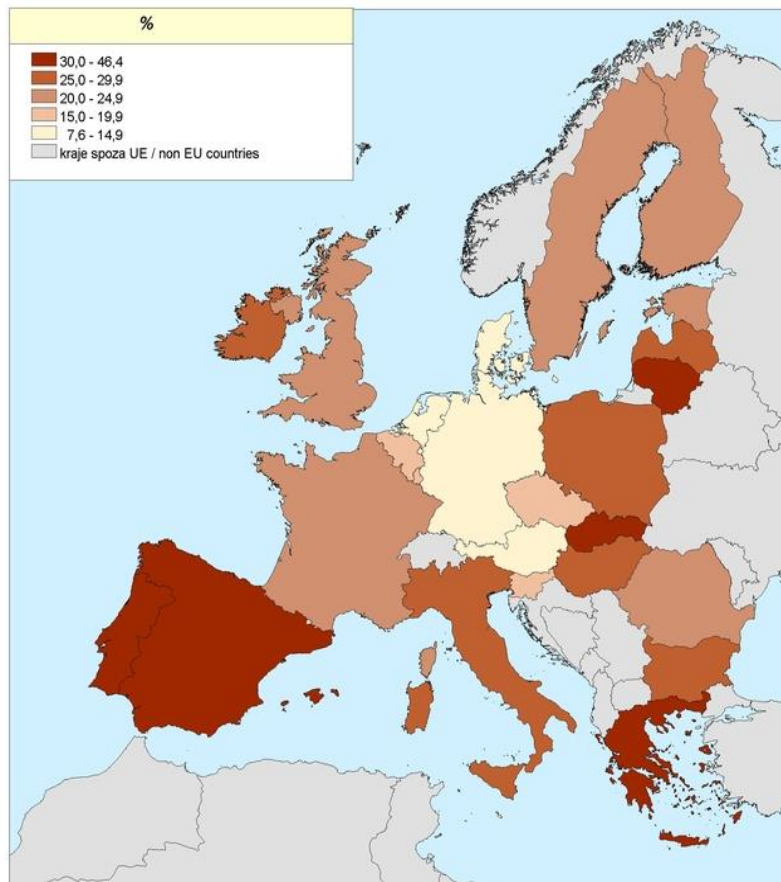 %
30,0 - 46,4
25,0 - 29,9
20,0 - 24,9
15,0 - 19,9
7,6 - 14,9
kraje spoza UE / non EU countries